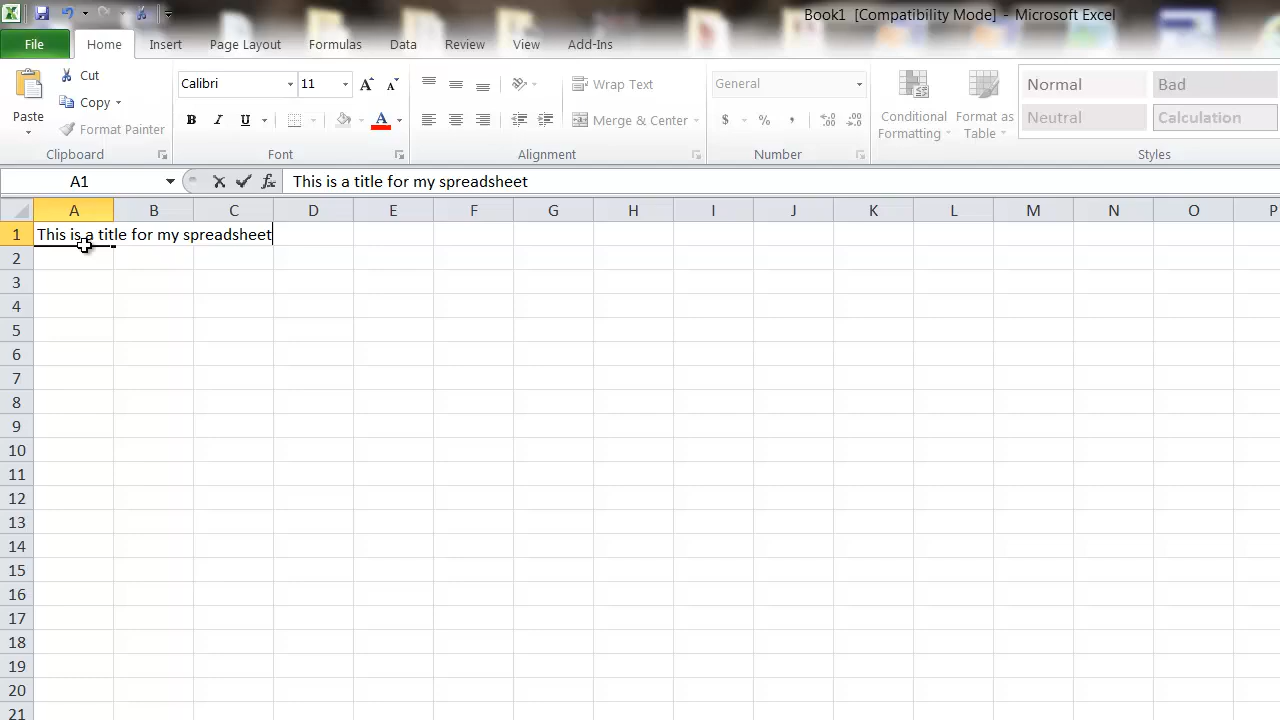 Book1 [Compatibility Mode] - Microsoft Excel
File Home Insert Page Layout Formulas Data Review View Add-Ins
Paste
Cut
Copy
Format Painter
Clipboard
Calibri 11
B I U A
Font
Wrap Text
Merge & Center
Alignment
General
$ % ,
Number
Conditional Formatting
Format as Table
Normal Bad
Neutral Calculation
Styles
A1 fx This is a title for my spreadsheet
A B C D E F G H I J K L M N O P
1 This is a title for my spreadsheet
2
3
4
5
6
7
8
9
10
11
12
13
14
15
16
17
18
19
20
21